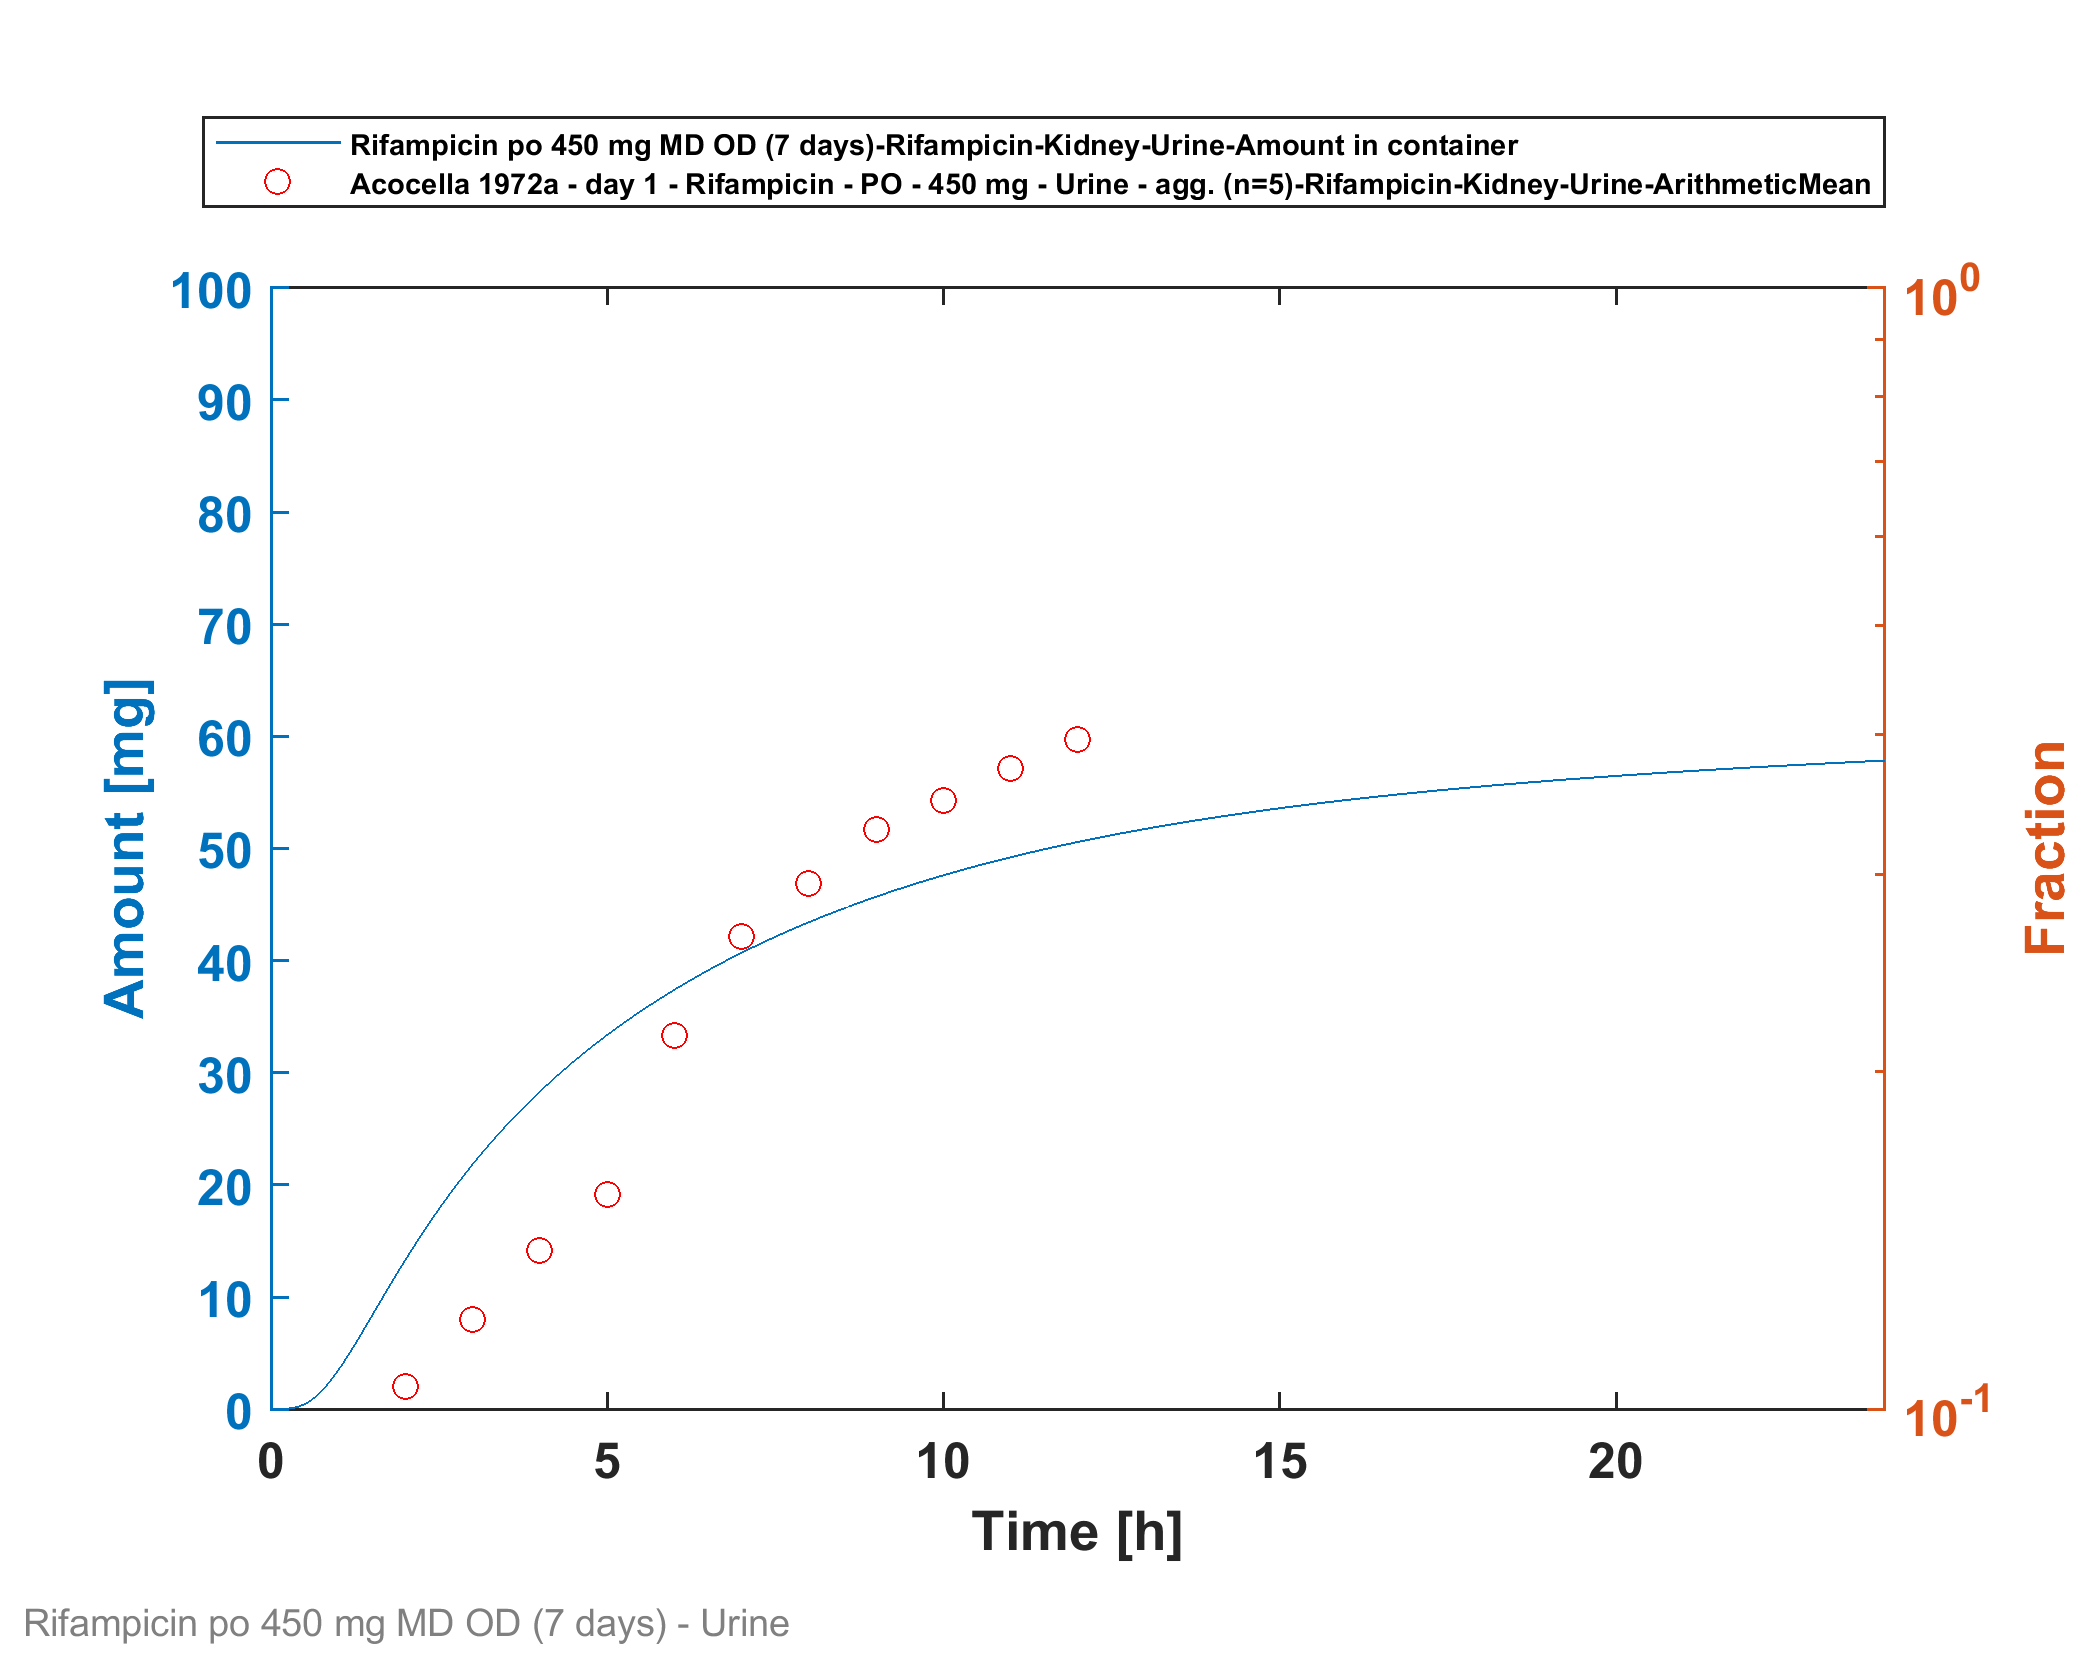 Rifampicin po 450 mg MD OD (7 days)-Rifampicin-Kidney-Urine-Amount in container
Acocella 1972a - day 1 - Rifampicin - PO - 450 mg - Urine - agg. (n=5)-Rifampicin-Kidney-Urine-ArithmeticMean
100
90
80
70
60
50
40
30
20
10
0
Amount [mg]
10^0
10^-1
Fraction
0 5 10 15 20
Time [h]
Rifampicin po 450 mg MD OD (7 days) - Urine